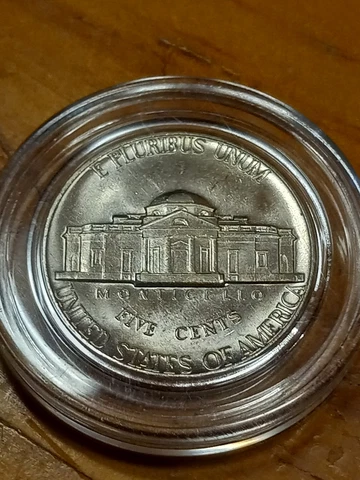 E PLURIBUS UNUM
MONTICELLO
FIVE CENTS
UNITED STATES OF AMERICA